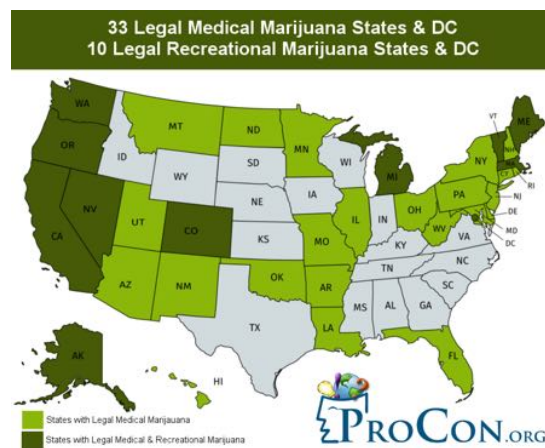 33 Legal Medical Marijuana States & DC
10 Legal Recreational Marijuana States & DC
WA
MT
ND
MN
VT
ME
OR
ID
SD
WI
NY
NH
MA
WY
MI
CT
RI
NE
IA
PA
NJ
NV
UT
CO
IL
IN
OH
DE
CA
KS
MO
WV
VA
MD
DC
KY
AZ
NM
OK
AR
TN
NC
SC
TX
LA
MS
AL
GA
AK
HI
FL
States with Legal Medical Marijauana
States with Legal Medical & Recreational Marijuana
PROCON.ORG